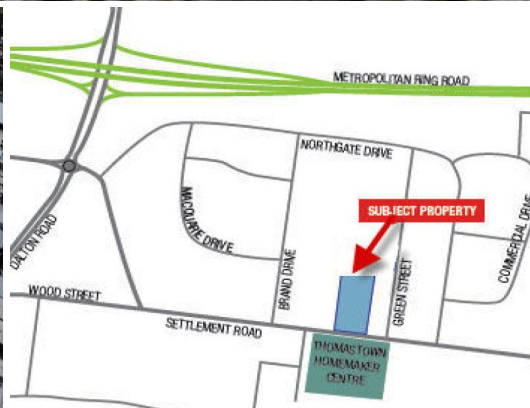 METROPOLITAN RING ROAD
NORTHGATE DRIVE
SUBJECT PROPERTY
MACQUARIE DRIVE
COMMERCIAL DRIVE
DALTON ROAD
BRAND DRIVE
GREEN STREET
WOOD STREET
SETTLEMENT ROAD
THOMASTOWN
HOMEMAKER
CENTRE